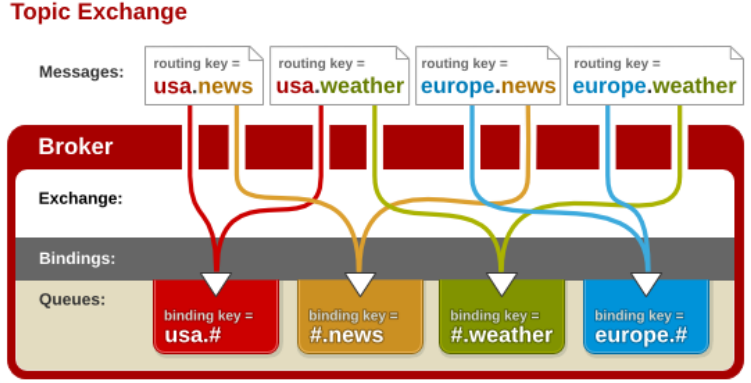 Topic Exchange
Messages:
routing key =
usa.news
routing key =
usa.weather
routing key =
europe.news
routing key =
europe.weather
Broker
Exchange:
Bindings:
Queues:
binding key =
usa.#
binding key =
#.news
binding key =
#.weather
binding key =
europe.#